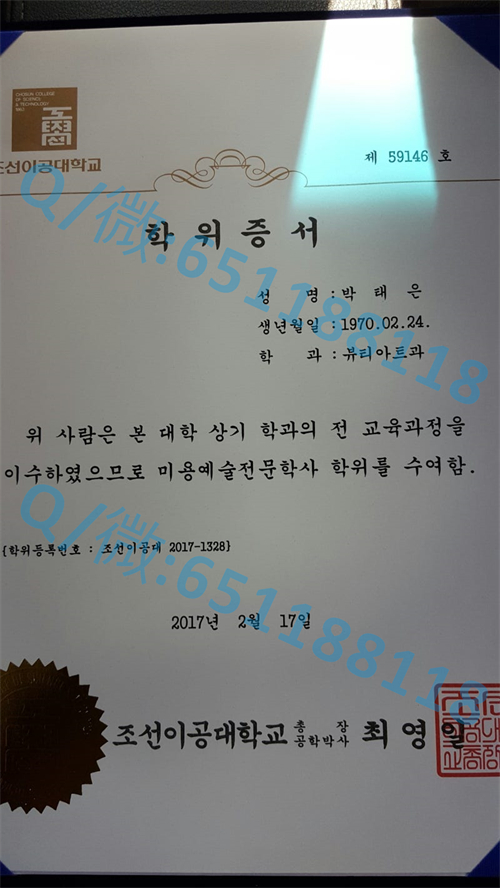 CHOSUN COLLEGE
OF SCIENCE
& TECHNOLOGY
조선이공대학교
제 59146 호
학위증서
성 명 : 박 태 은
생년월일 : 1970.02.24.
학 과 : 뷰티아트과
위 사람은 본 대학 상기 학과의 전 교육과정을
이수하였으므로 미용예술전문학사 학위를 수여함.
{학위등록번호 : 조선이공대 2017-1328}
2017년 2월 17일
조선이공대학교 총 장 공학박사 최 영 일
Q/微:651188118
Q/微:651188118